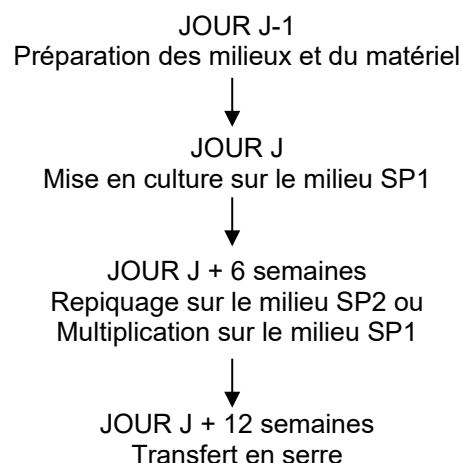 JOUR J-1
Préparation des milieux et du matériel
JOUR J
Mise en culture sur le milieu SP1
JOUR J + 6 semaines
Repiquage sur le milieu SP2 ou
Multiplication sur le milieu SP1
JOUR J + 12 semaines
Transfert en serre